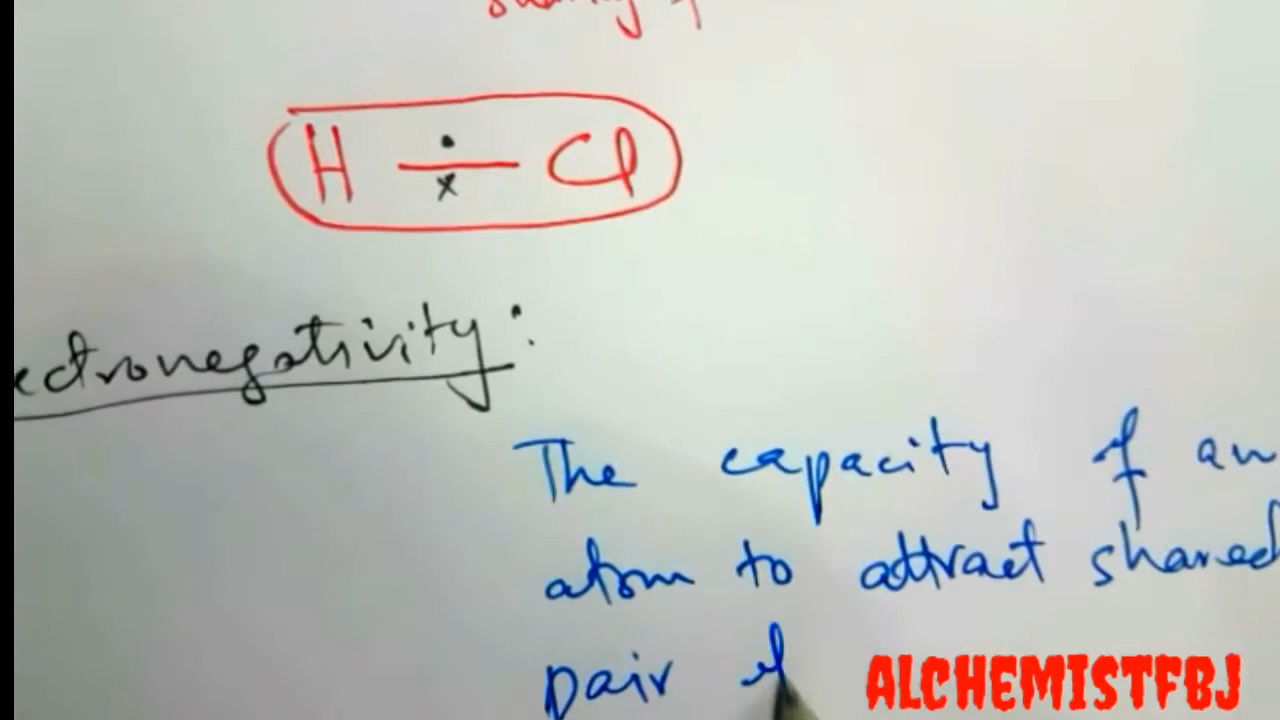 H — Cl
ectronegativity:
The capacity of an
atom to attract shared
pair of
ALCHEMISTFBJ